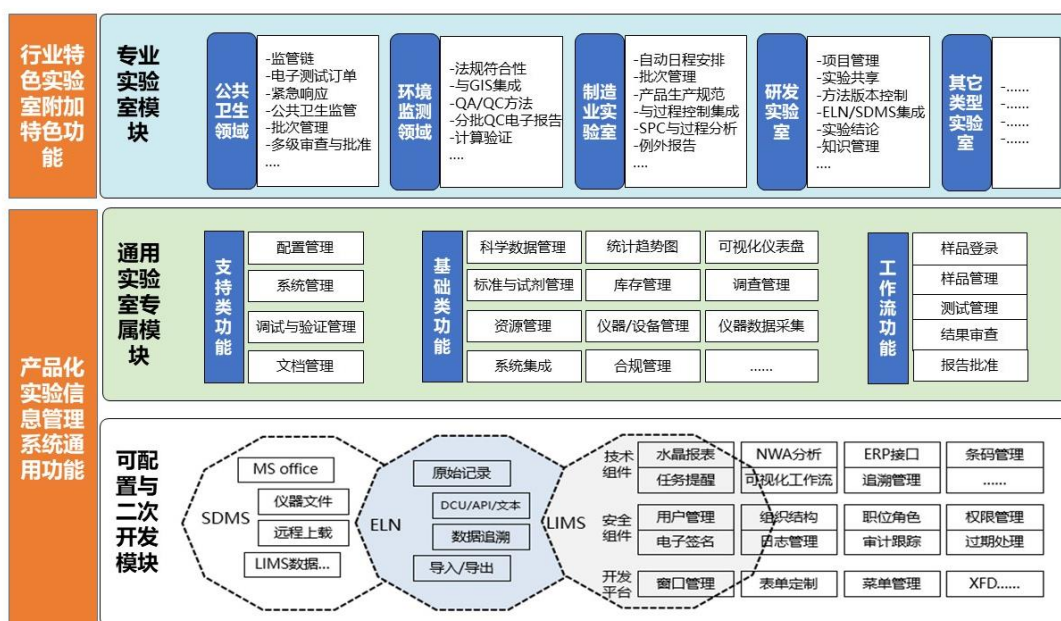 行业特
色实验
室附加
特色功
能
专业
实验
室模
块
公共
卫生
领域
-监管链
-电子测试订单
-紧急响应
-公共卫生监管
-批次管理
-多级审查与批准
....
环境
监测
领域
-法规符合性
-与GIS集成
-QA/QC方法
-分批QC电子报告
-计算验证
....
制造
业实
验室
-自动日程安排
-批次管理
-产品生产规范
-与过程控制集成
-SPC与过程分析
-例外报告
....
研发
实验
室
-项目管理
-实验共享
-方法版本控制
-ELN/SDMS集成
-实验结论
-知识管理
....
其它
类型
实验
室
-......
-......
-......
-......
产品化
实验信
息管理
系统通
用功能
通用
实验
室专
属模
块
支持类功能
配置管理
系统管理
调试与验证管理
文档管理
基础类功能
科学数据管理
统计趋势图
可视化仪表盘
标准与试剂管理
库存管理
调查管理
资源管理
仪器/设备管理
仪器数据采集
系统集成
合规管理
......
工作流功能
样品登录
样品管理
测试管理
结果审查
报告批准
可配
置与
二次
开发
模块
SDMS
MS office
仪器文件
远程上载
LIMS数据...
ELN
原始记录
DCU/API/文本
数据追溯
导入/导出
LIMS
技术
组件
水晶报表
NWA分析
ERP接口
条码管理
任务提醒
可视化工作流
追溯管理
......
安全
组件
用户管理
组织结构
职位角色
权限管理
电子签名
日志管理
审计跟踪
过期处理
开发
平台
窗口管理
表单定制
菜单管理
XFD......